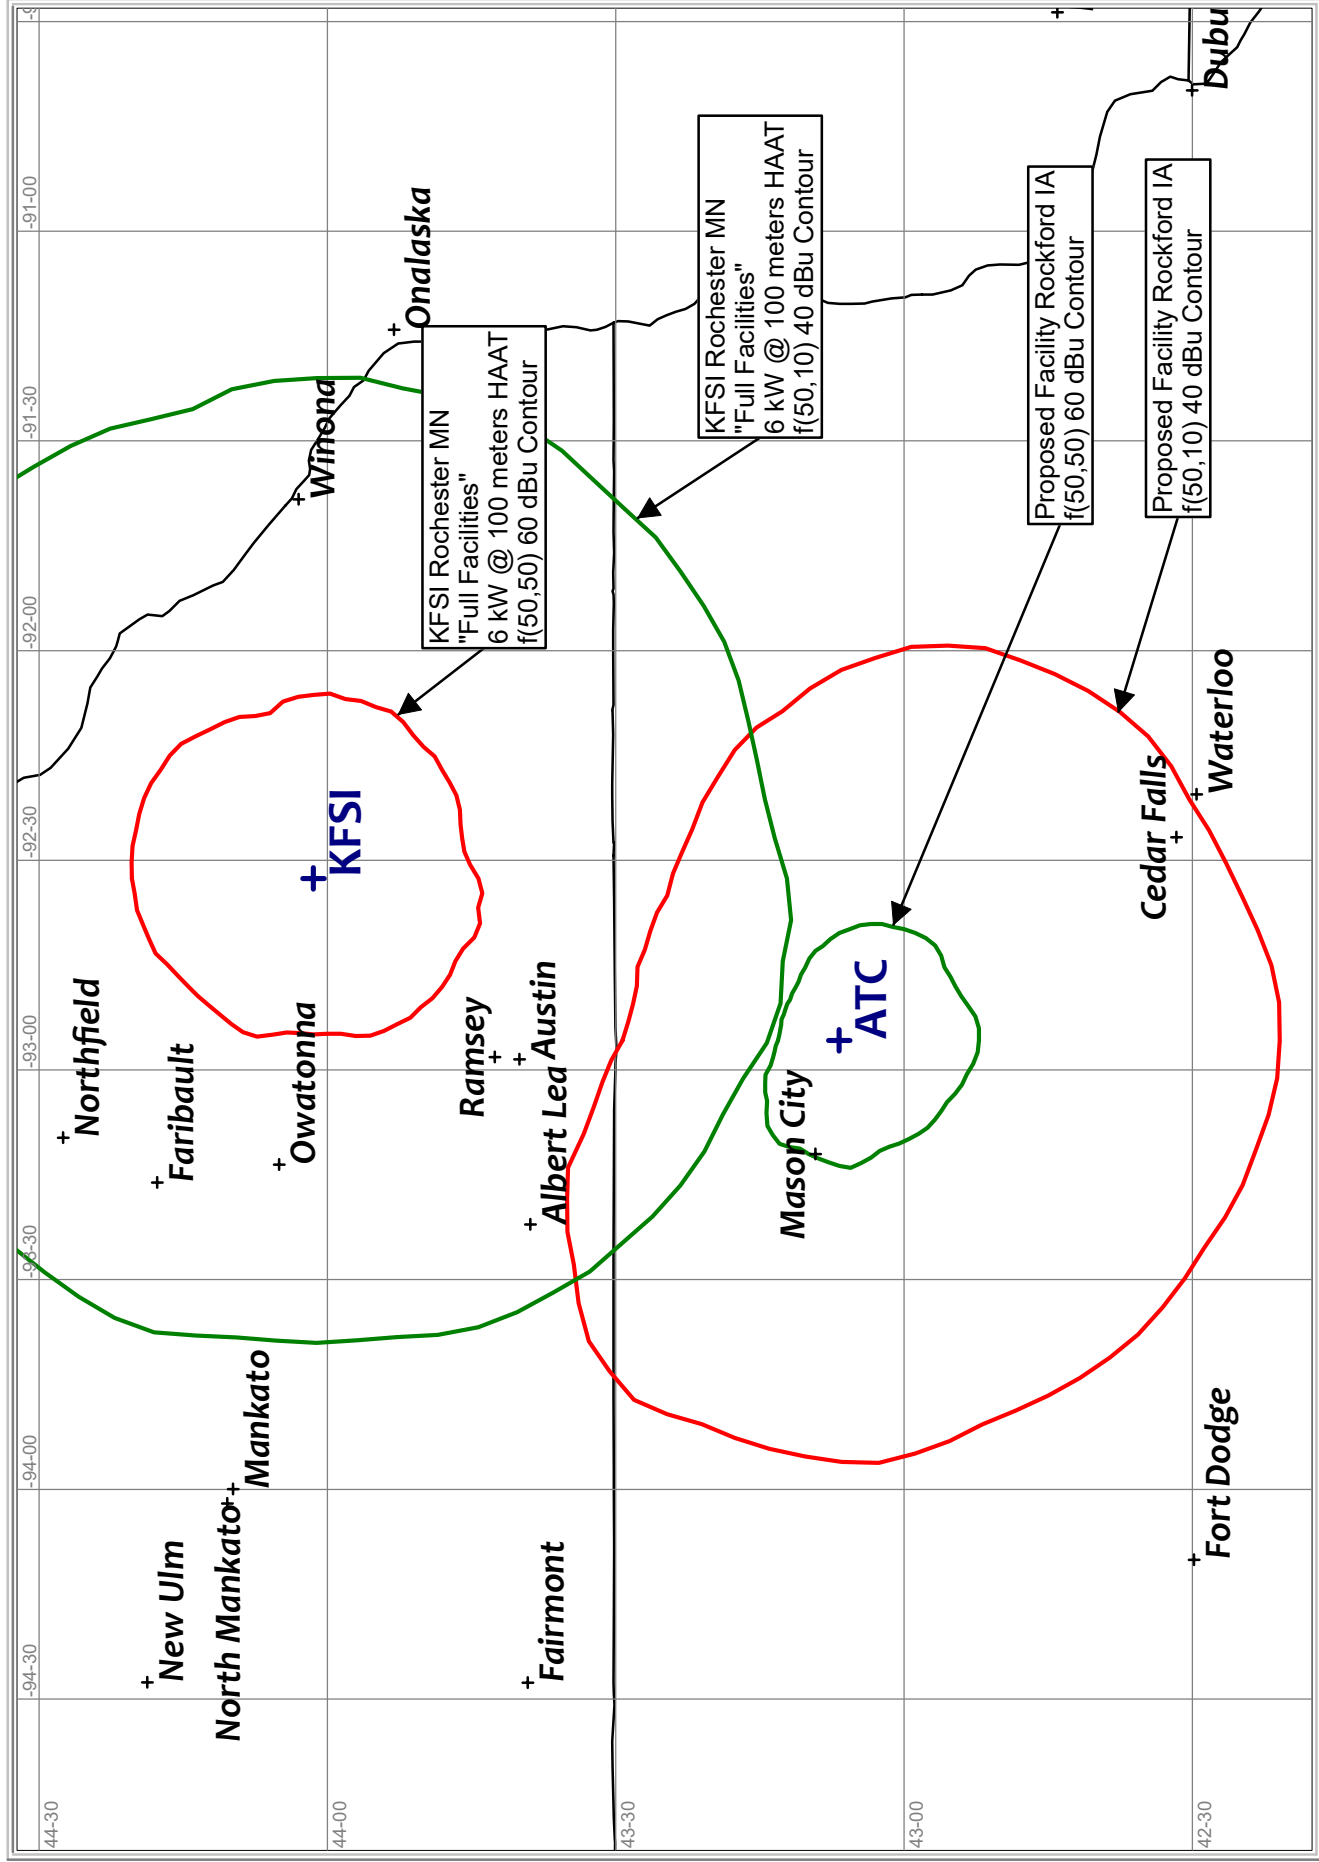 -94-30
-94-00
-93-30
-93-00
-92-30
-92-00
-91-30
-91-00
-9
44-30
44-00
43-30
43-00
42-30
Northfield
Faribault
New Ulm
North Mankato
Mankato
Owatonna
Winona
KFSI
Onalaska
Ramsey
Austin
Albert Lea
Fairmont
KFSI Rochester MN
"Full Facilities"
6 kW @ 100 meters HAAT
f(50,50) 60 dBu Contour
KFSI Rochester MN
"Full Facilities"
6 kW @ 100 meters HAAT
f(50,10) 40 dBu Contour
Mason City
ATC
Proposed Facility Rockford IA
f(50,50) 60 dBu Contour
Proposed Facility Rockford IA
f(50,10) 40 dBu Contour
Cedar Falls
Waterloo
Fort Dodge
Dubu